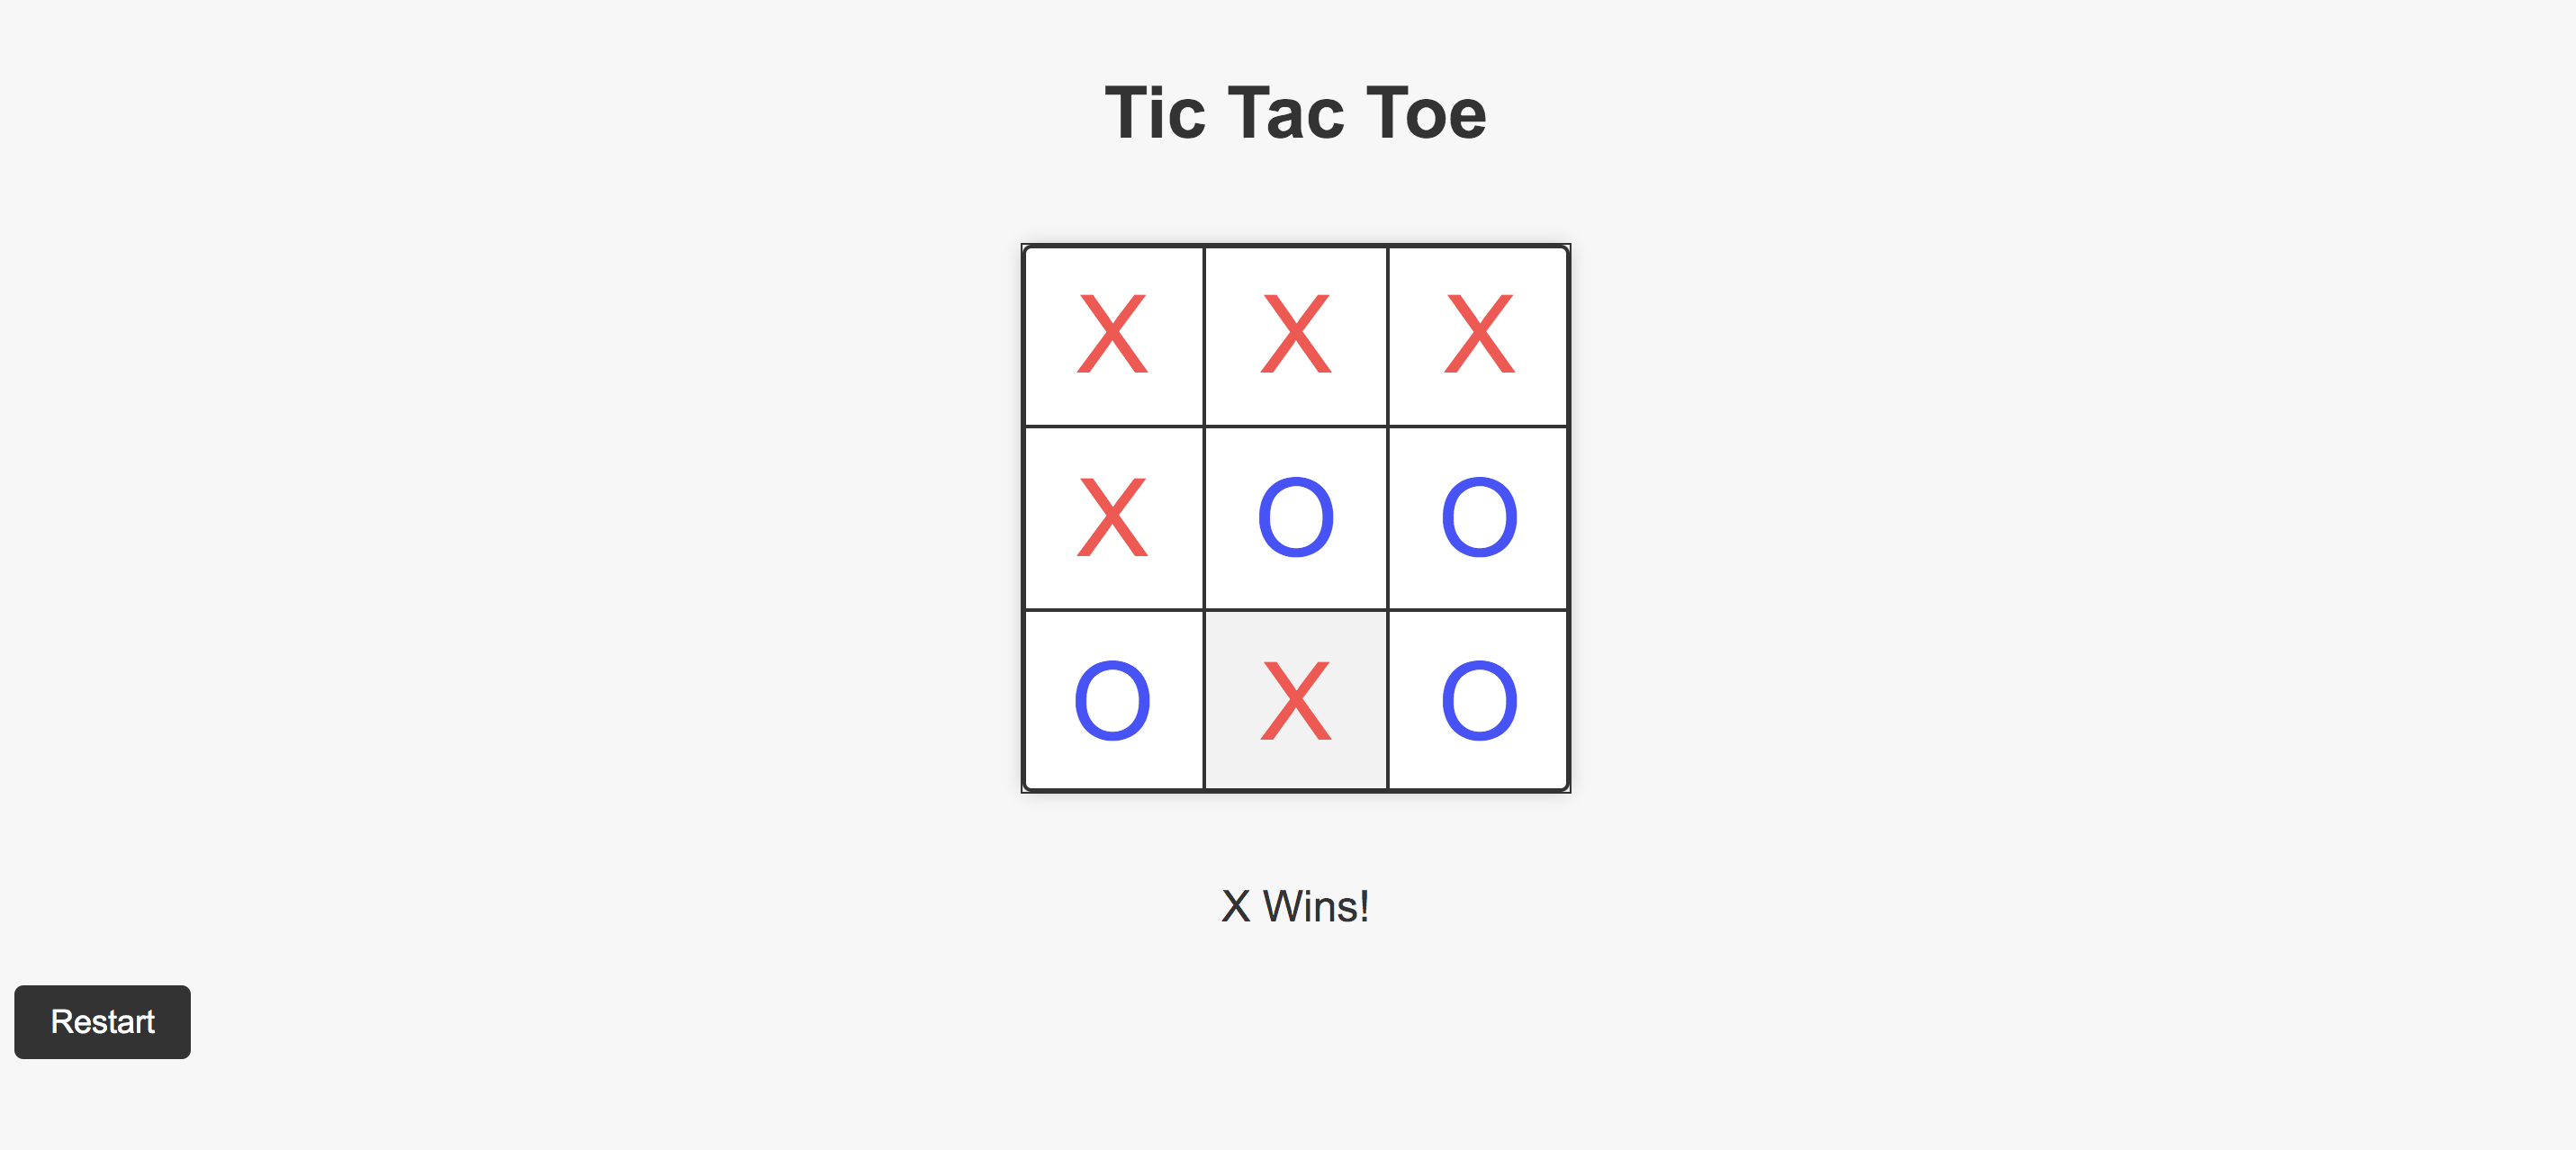 Tic Tac Toe
X X X
X O O
O X O
X Wins!
Restart